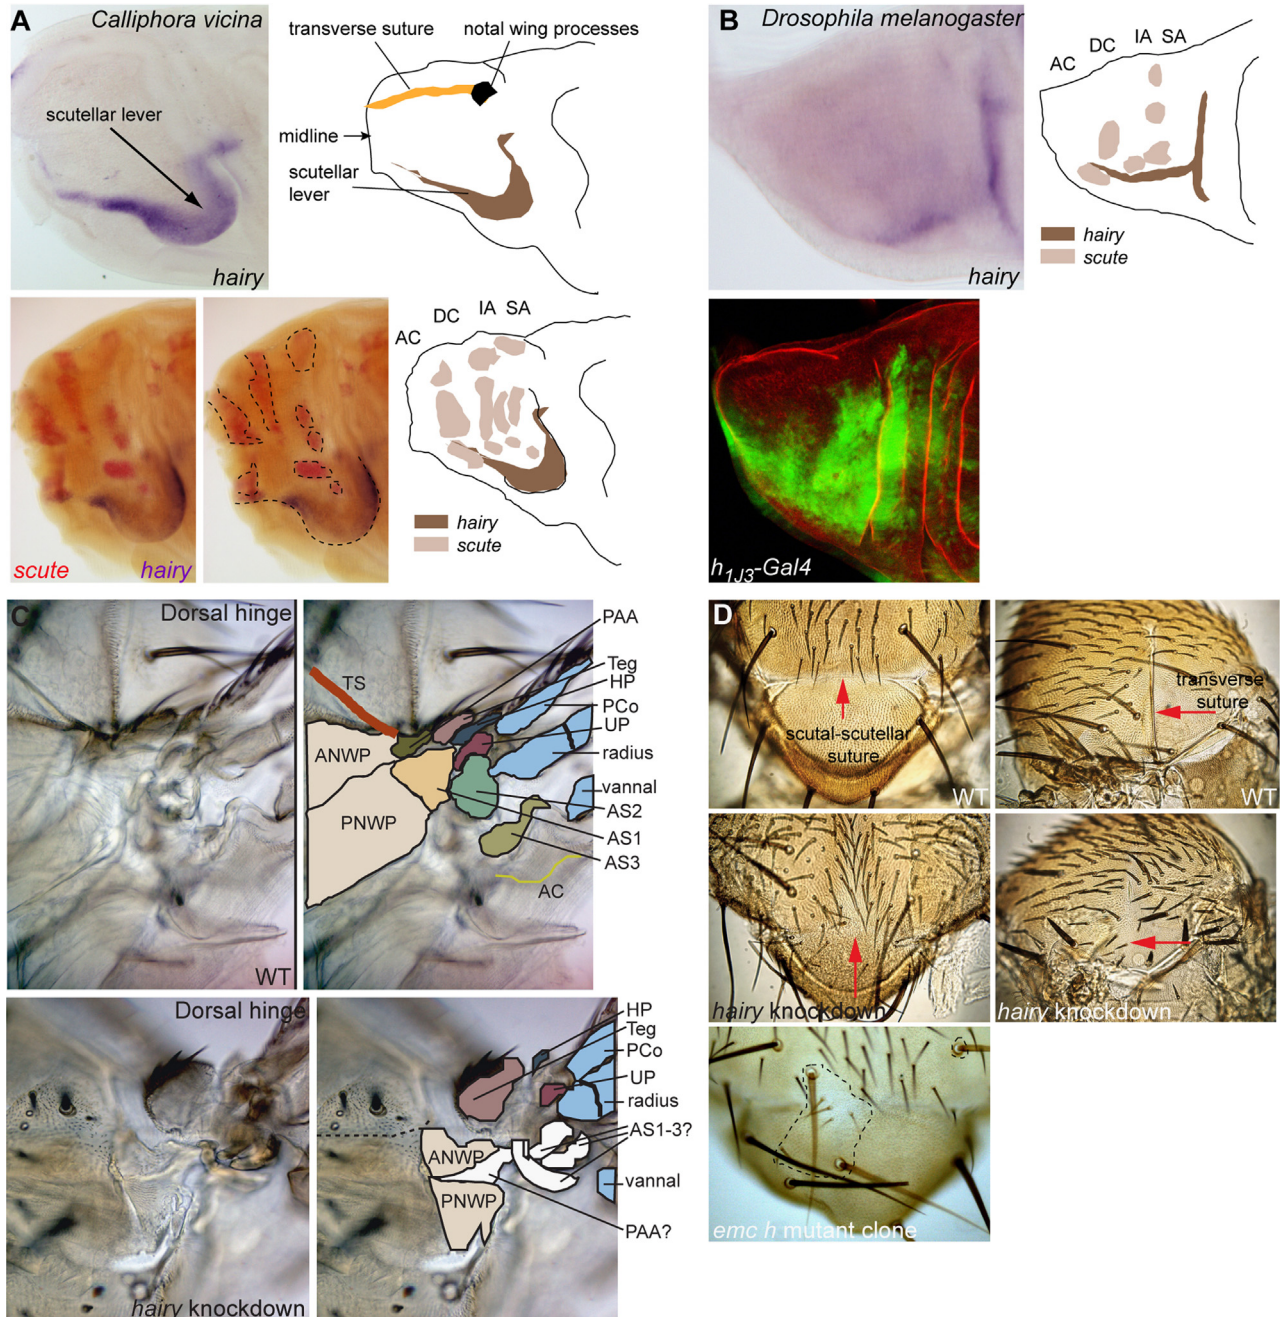 A
Calliphora vicina
scutellar lever
hairy
transverse suture
notal wing processes
midline
scutellar
lever
scute
hairy
AC
DC
IA
SA
hairy
scute
B
Drosophila melanogaster
hairy
AC
DC
IA
SA
hairy
scute
h1J3-Gal4
C
Dorsal hinge
WT
TS
ANWP
PNWP
AC
PAA
Teg
HP
PCo
UP
radius
vannal
AS2
AS1
AS3
Dorsal hinge
hairy knockdown
ANWP
PNWP
HP
Teg
PCo
UP
radius
AS1-3?
vannal
PAA?
D
scutal-scutellar
suture
WT
transverse
suture
WT
hairy knockdown
hairy knockdown
emc h mutant clone